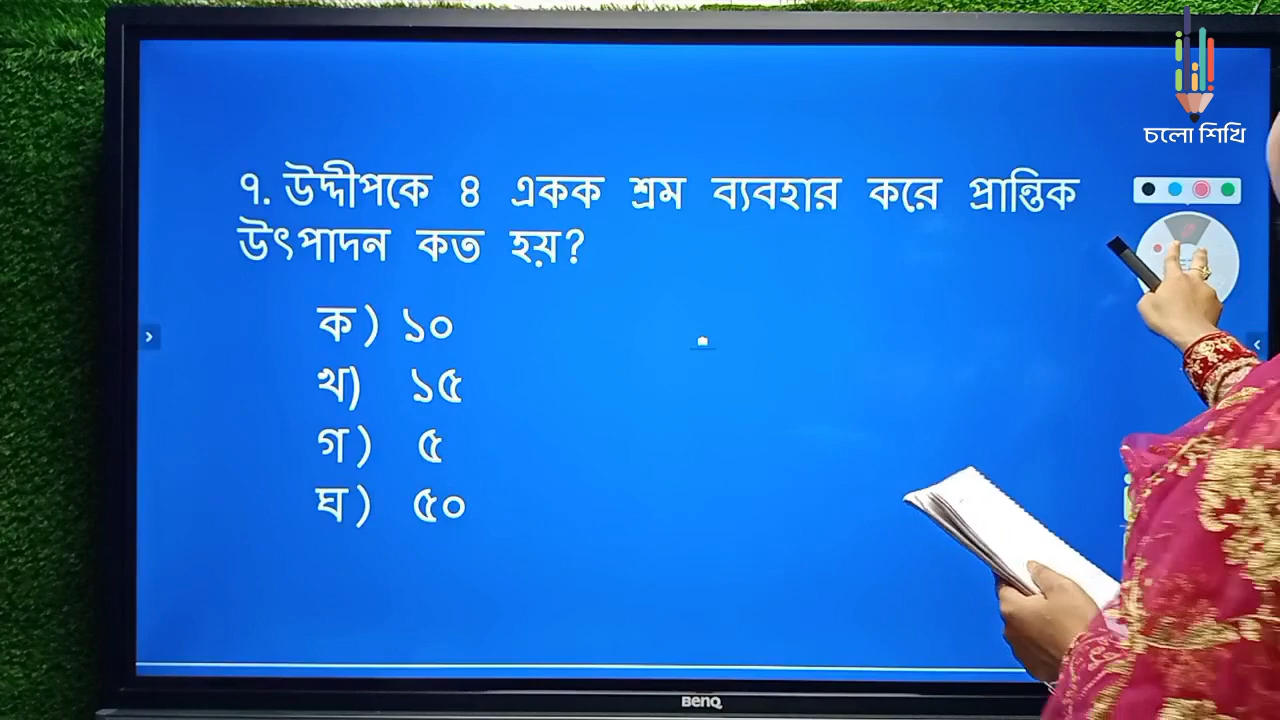 চলো শিখি
৭. উদ্দীপকে ৪ একক শ্রম ব্যবহার করে প্রান্তিক
উৎপাদন কত হয়?
ক) ১০
খ) ১৫
গ) ৫
ঘ) ৫০
BENQ